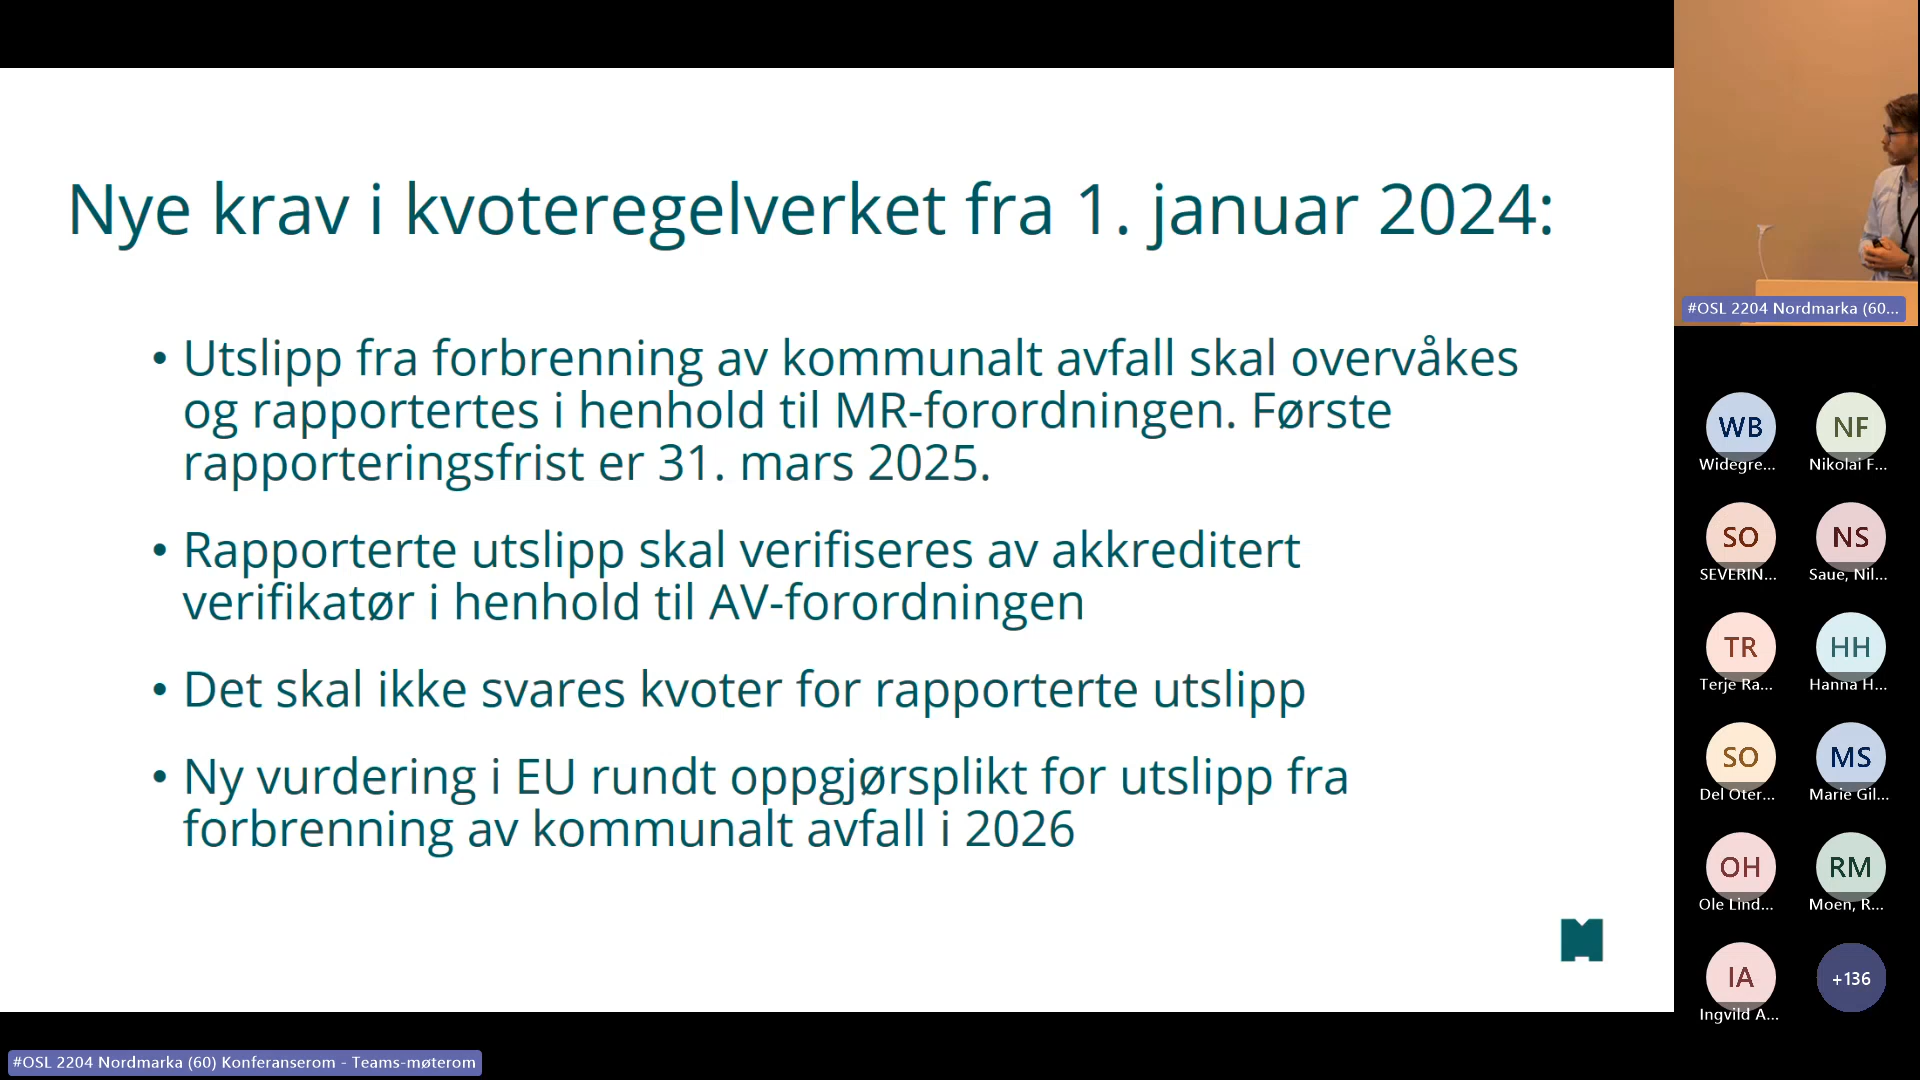 Nye krav i kvoteregelverket fra 1. januar 2024:
• Utslipp fra forbrenning av kommunalt avfall skal overvåkes
og rapportertes i henhold til MR-forordningen. Første
rapporteringsfrist er 31. mars 2025.
• Rapporterte utslipp skal verifiseres av akkreditert
verifikatør i henhold til AV-forordningen
• Det skal ikke svares kvoter for rapporterte utslipp
• Ny vurdering i EU rundt oppgjørsplikt for utslipp fra
forbrenning av kommunalt avfall i 2026
#OSL 2204 Nordmarka (60) Konferanserom - Teams-møterom
#OSL 2204 Nordmarka (60...
WB
Widegre...
NF
Nikolai F...
SO
SEVERIN...
NS
Saue, Nil...
TR
Terje Ra...
HH
Hanna H...
SO
Del Oter...
MS
Marie Gil...
OH
Ole Lind...
RM
Moen, R...
IA
Ingvild A...
+136